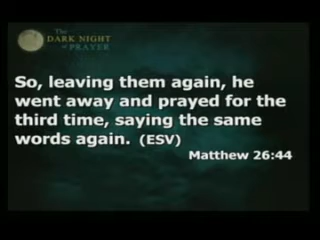 The
DARK NIGHT
of PRAYER
So, leaving them again, he
went away and prayed for the
third time, saying the same
words again. (ESV)
Matthew 26:44